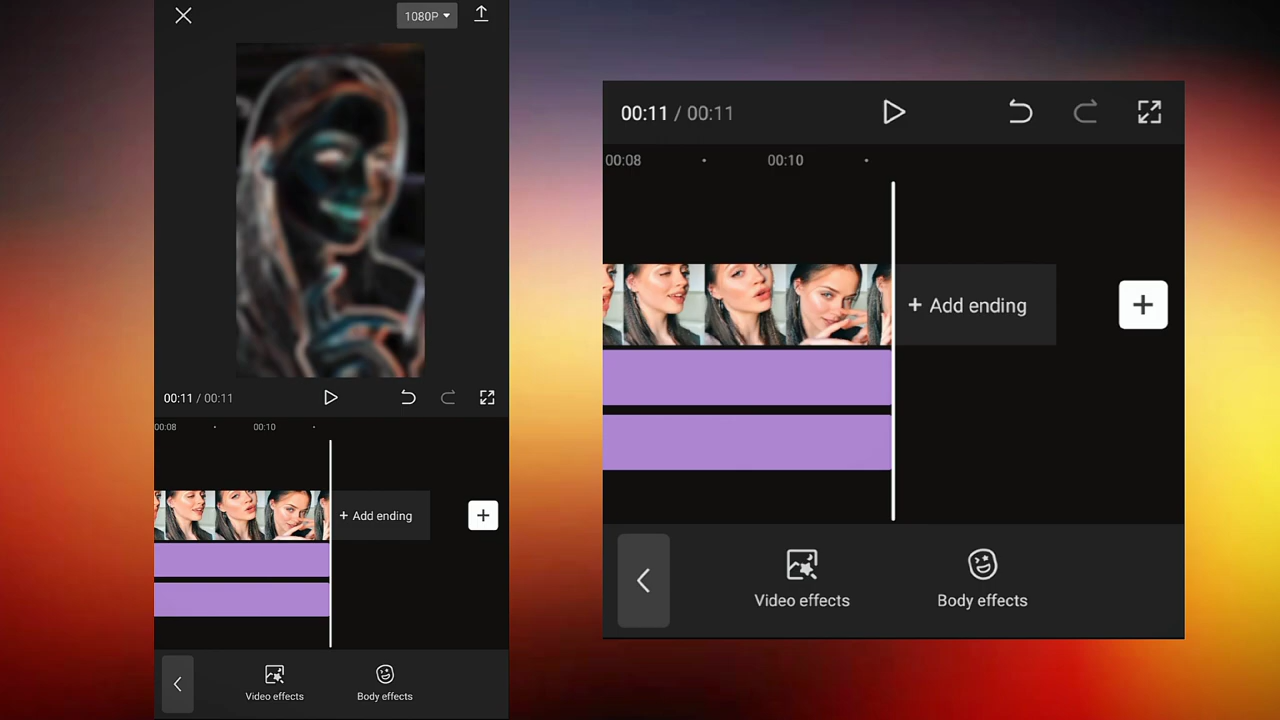 1080P
00:11 / 00:11
00:08
00:10
+ Add ending
Video effects
Body effects
00:11 / 00:11
00:08
00:10
+ Add ending
Video effects
Body effects